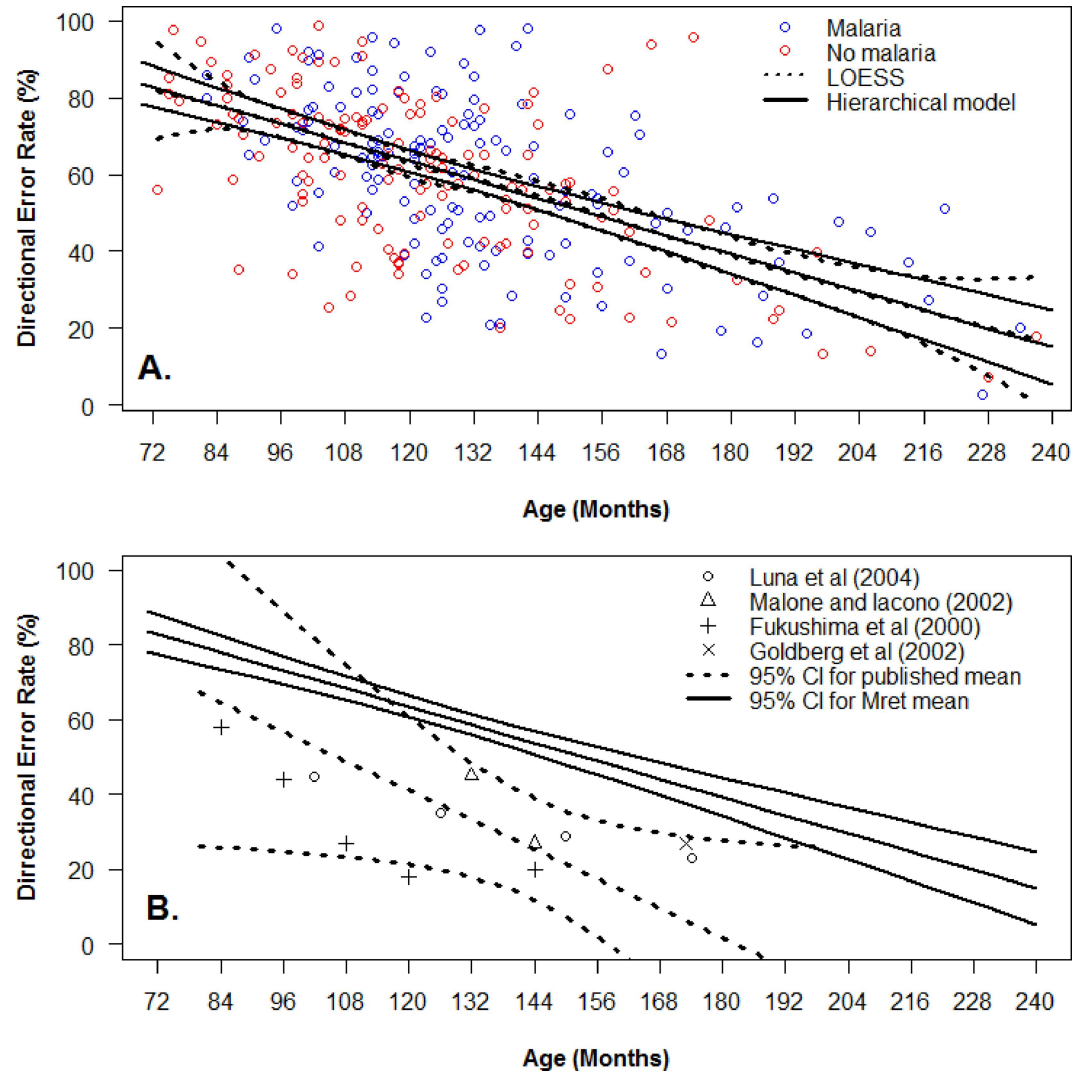 Malaria
No malaria
LOESS
Hierarchical model
Directional Error Rate (%)
100
80
60
40
20
0
A.
72 84 96 108 120 132 144 156 168 180 192 204 216 228 240
Age (Months)
Luna et al (2004)
Malone and Iacono (2002)
Fukushima et al (2000)
Goldberg et al (2002)
95% CI for published mean
95% CI for Mret mean
Dirrectional Error Rate (%)
100
80
60
40
20
0
B.
72 84 96 108 120 132 144 156 168 180 192 204 216 228 240
Age (Months)